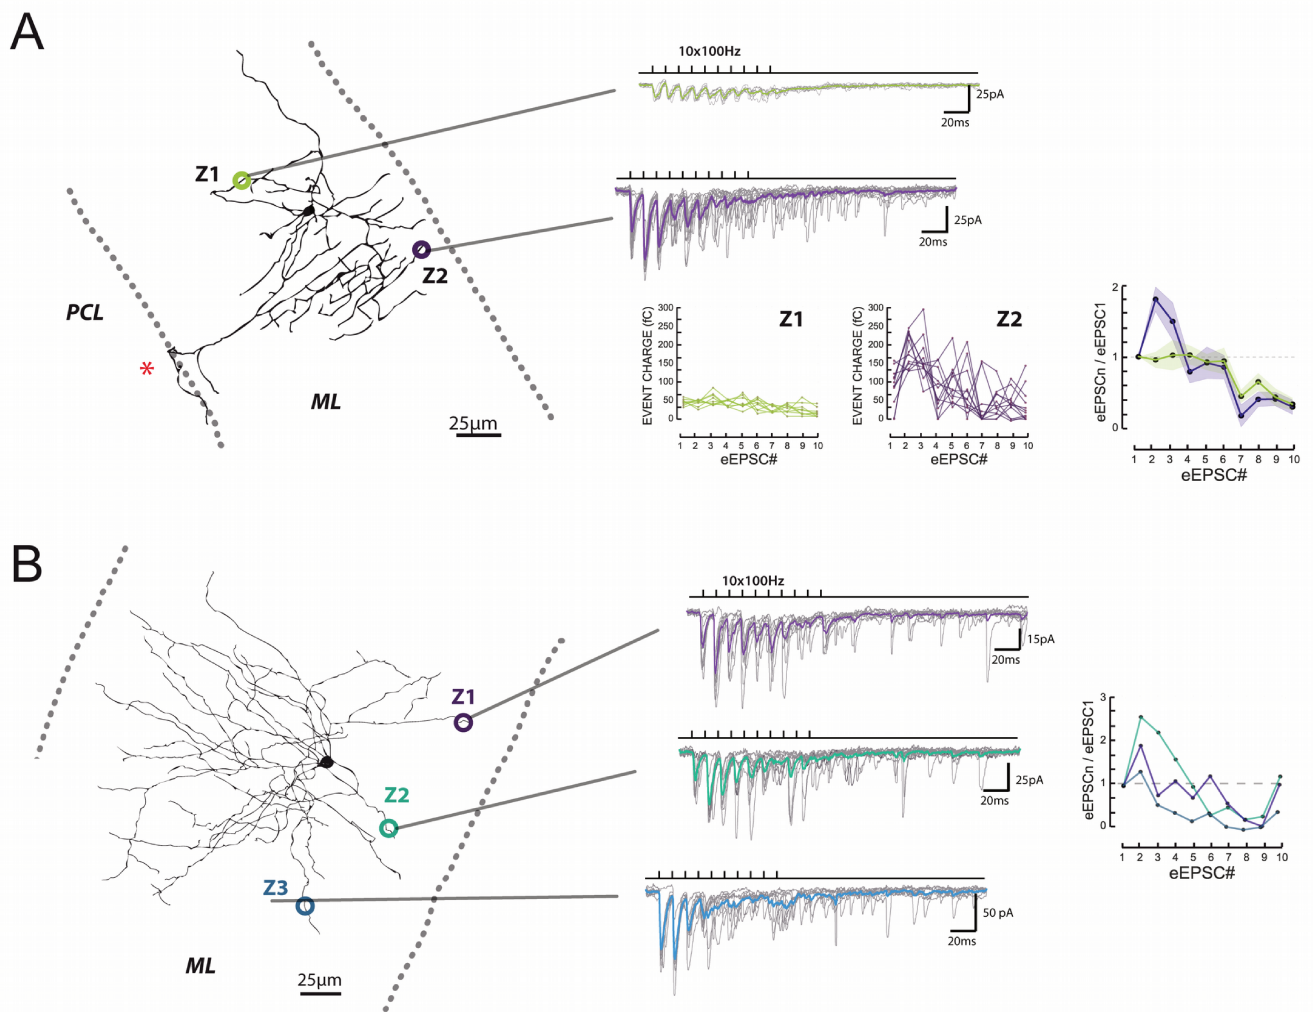 A
10x100Hz
25pA
20ms
Z1
25pA
20ms
Z2
PCL
*
ML
25µm
EVENT CHARGE (fC)
300
250
200
150
100
50
0
Z1
1 2 3 4 5 6 7 8 9 10
eEPSC#
EVENT CHARGE (fC)
300
250
200
150
100
50
0
Z2
1 2 3 4 5 6 7 8 9 10
eEPSC#
eEPSCn / eEPSC1
2
1
0
1 2 3 4 5 6 7 8 9 10
eEPSC#
B
10x100Hz
15pA
20ms
Z1
25pA
20ms
Z2
Z3
50 pA
20ms
ML
25µm
eEPSCn / eEPSC1
3
2
1
0
1 2 3 4 5 6 7 8 9 10
eEPSC#